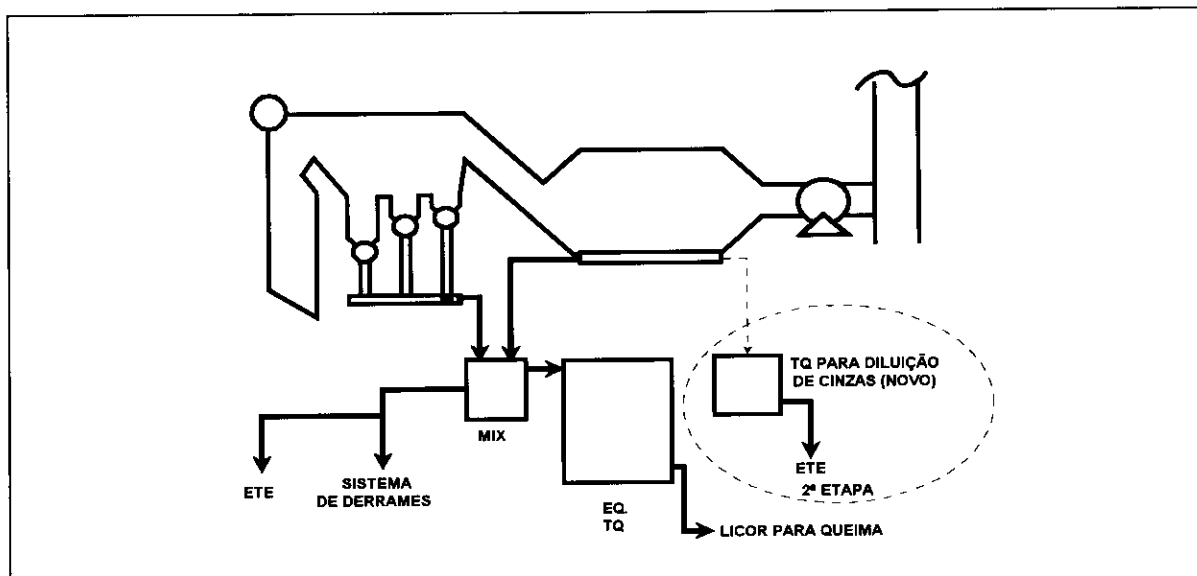 TQ PARA DILUIÇÃO
DE CINZAS (NOVO)
MIX
ETE
SISTEMA
DE DERRAMES
ETE
2ª ETAPA
EQ.
TQ
LICOR PARA QUEIMA